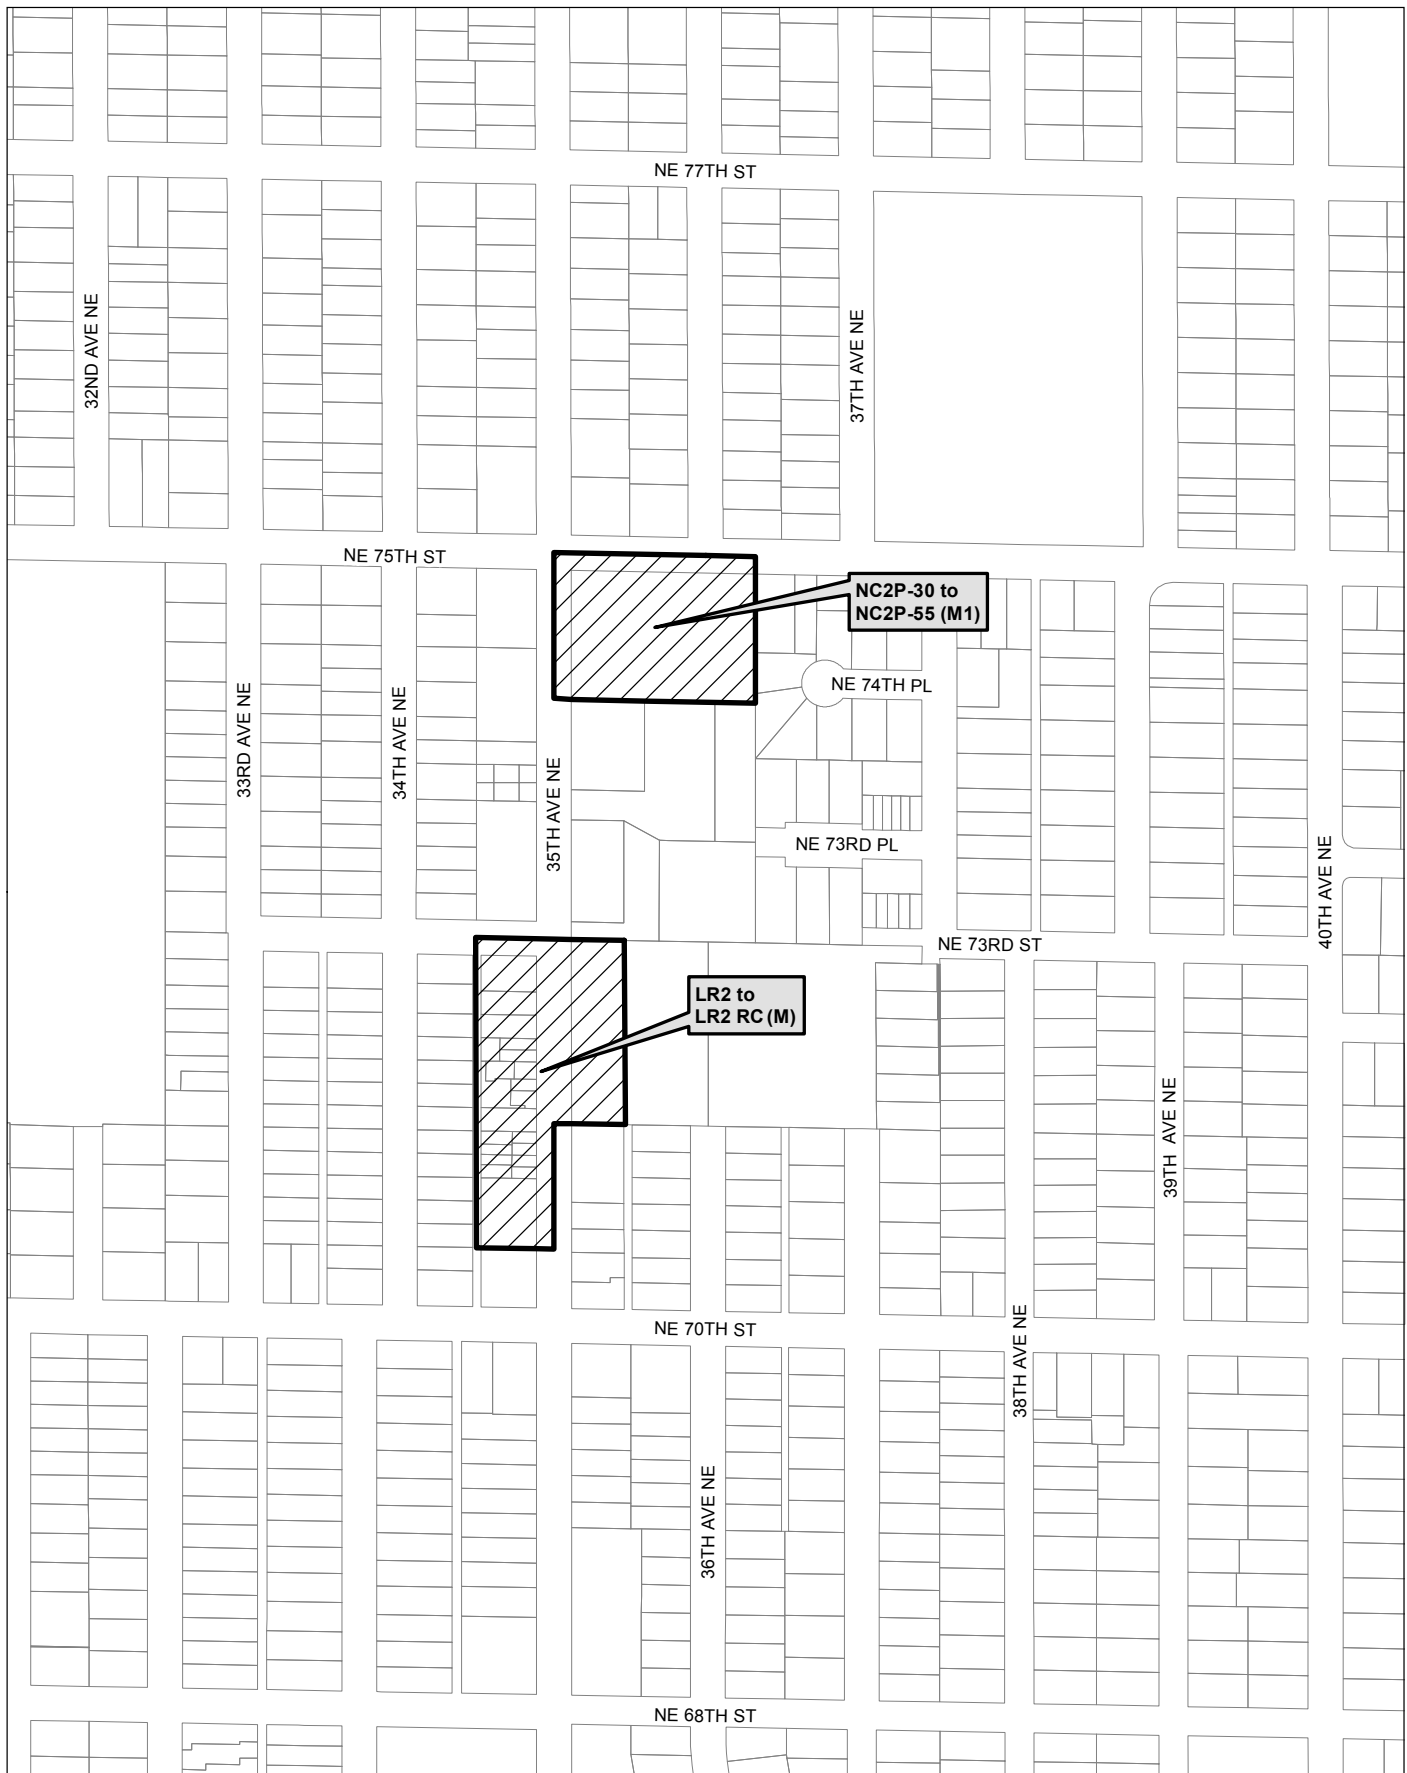 NE 77TH ST
32ND AVE NE
37TH AVE NE
NE 75TH ST
NC2P-30 to
NC2P-55 (M1)
NE 74TH PL
33RD AVE NE
34TH AVE NE
35TH AVE NE
NE 73RD PL
40TH AVE NE
NE 73RD ST
LR2 to
LR2 RC (M)
39TH AVE NE
NE 70TH ST
38TH AVE NE
36TH AVE NE
NE 68TH ST